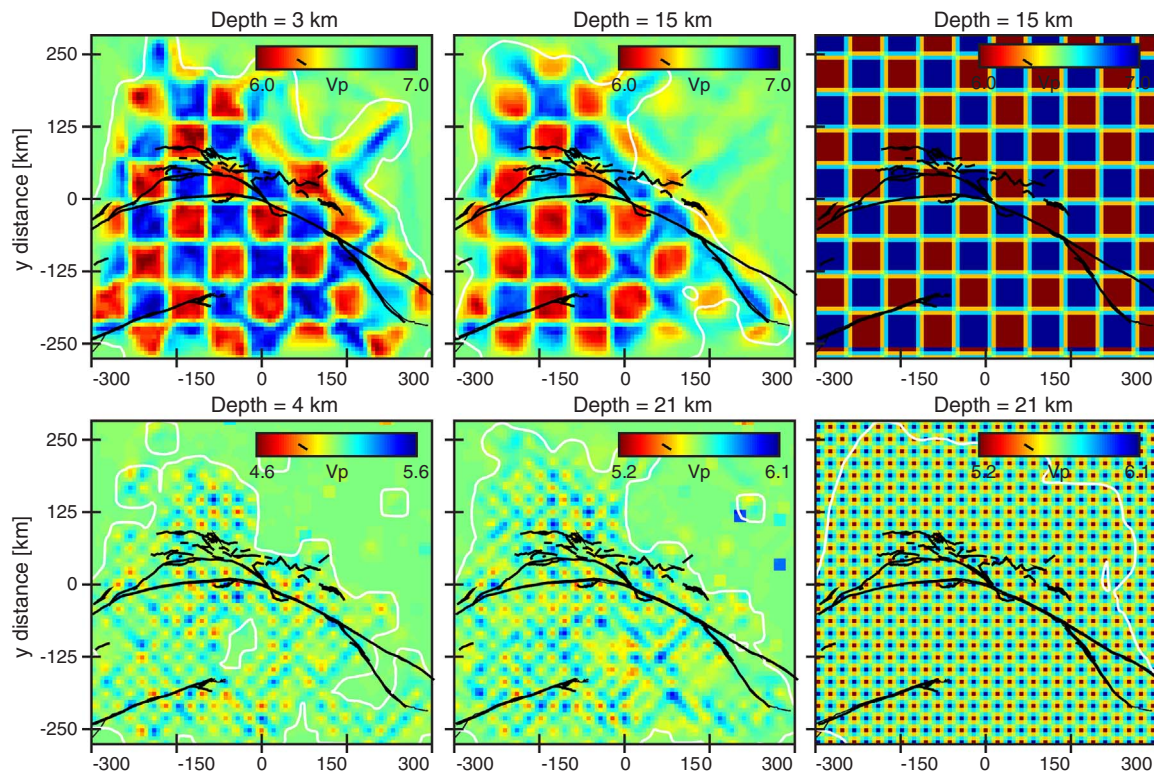 Depth = 3 km Depth = 15 km Depth = 15 km
y distance [km]
250
125
0
-125
-250
6.0 Vp 7.0
6.0 Vp 7.0
6.0 Vp 7.0
-300 -150 0 150 300 -300 -150 0 150 300 -300 -150 0 150 300
Depth = 4 km Depth = 21 km Depth = 21 km
y distance [km]
250
125
0
-125
-250
4.6 Vp 5.6
5.2 Vp 6.1
5.2 Vp 6.1
-300 -150 0 150 300 -300 -150 0 150 300 -300 -150 0 150 300